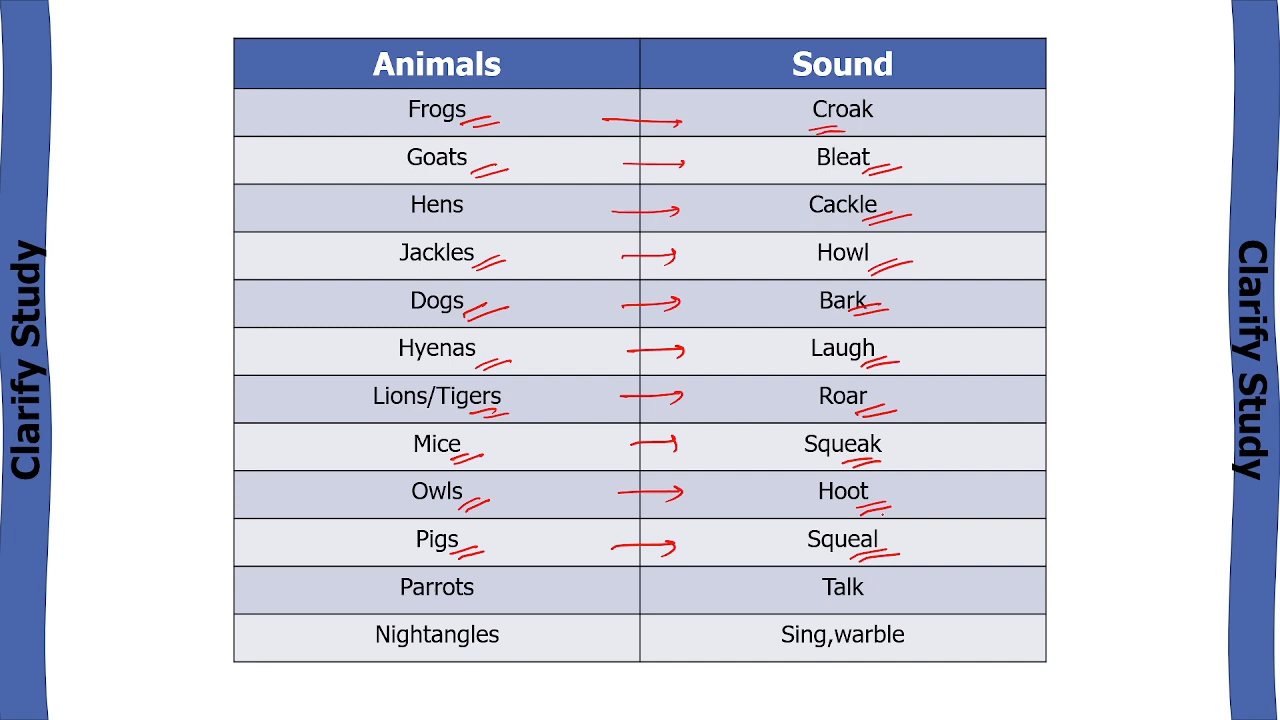 Clarify Study
Animals Sound
Frogs Croak
Goats Bleat
Hens Cackle
Jackles Howl
Dogs Bark
Hyenas Laugh
Lions/Tigers Roar
Mice Squeak
Owls Hoot
Pigs Squeal
Parrots Talk
Nightangles Sing,warble
Clarify Study